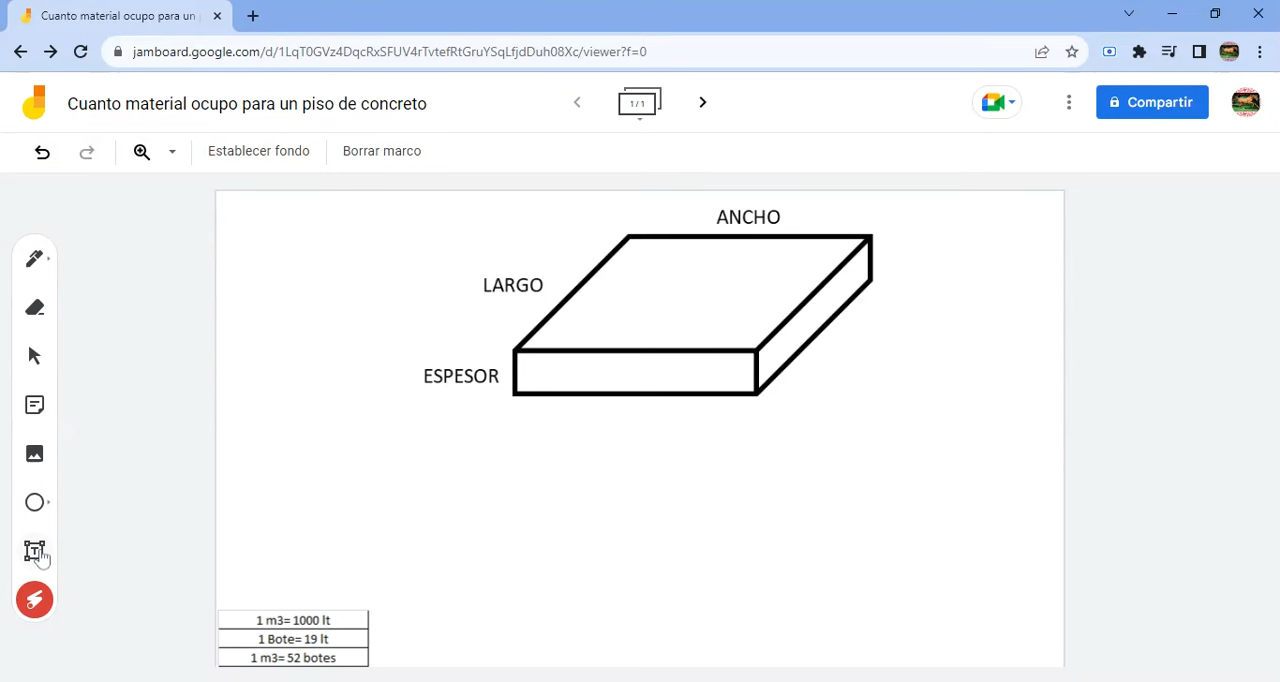 Cuanto material ocupo para un
jamboard.google.com/d/1LqT0GVz4DqcRxSFUV4rTvtefRtGruYSqLfjdDuh08Xc/viewer?f=0
Cuanto material ocupo para un piso de concreto
1 / 1
Compartir
Establecer fondo
Borrar marco
ANCHO
LARGO
ESPESOR
1 m3= 1000 lt
1 Bote= 19 lt
1 m3= 52 botes